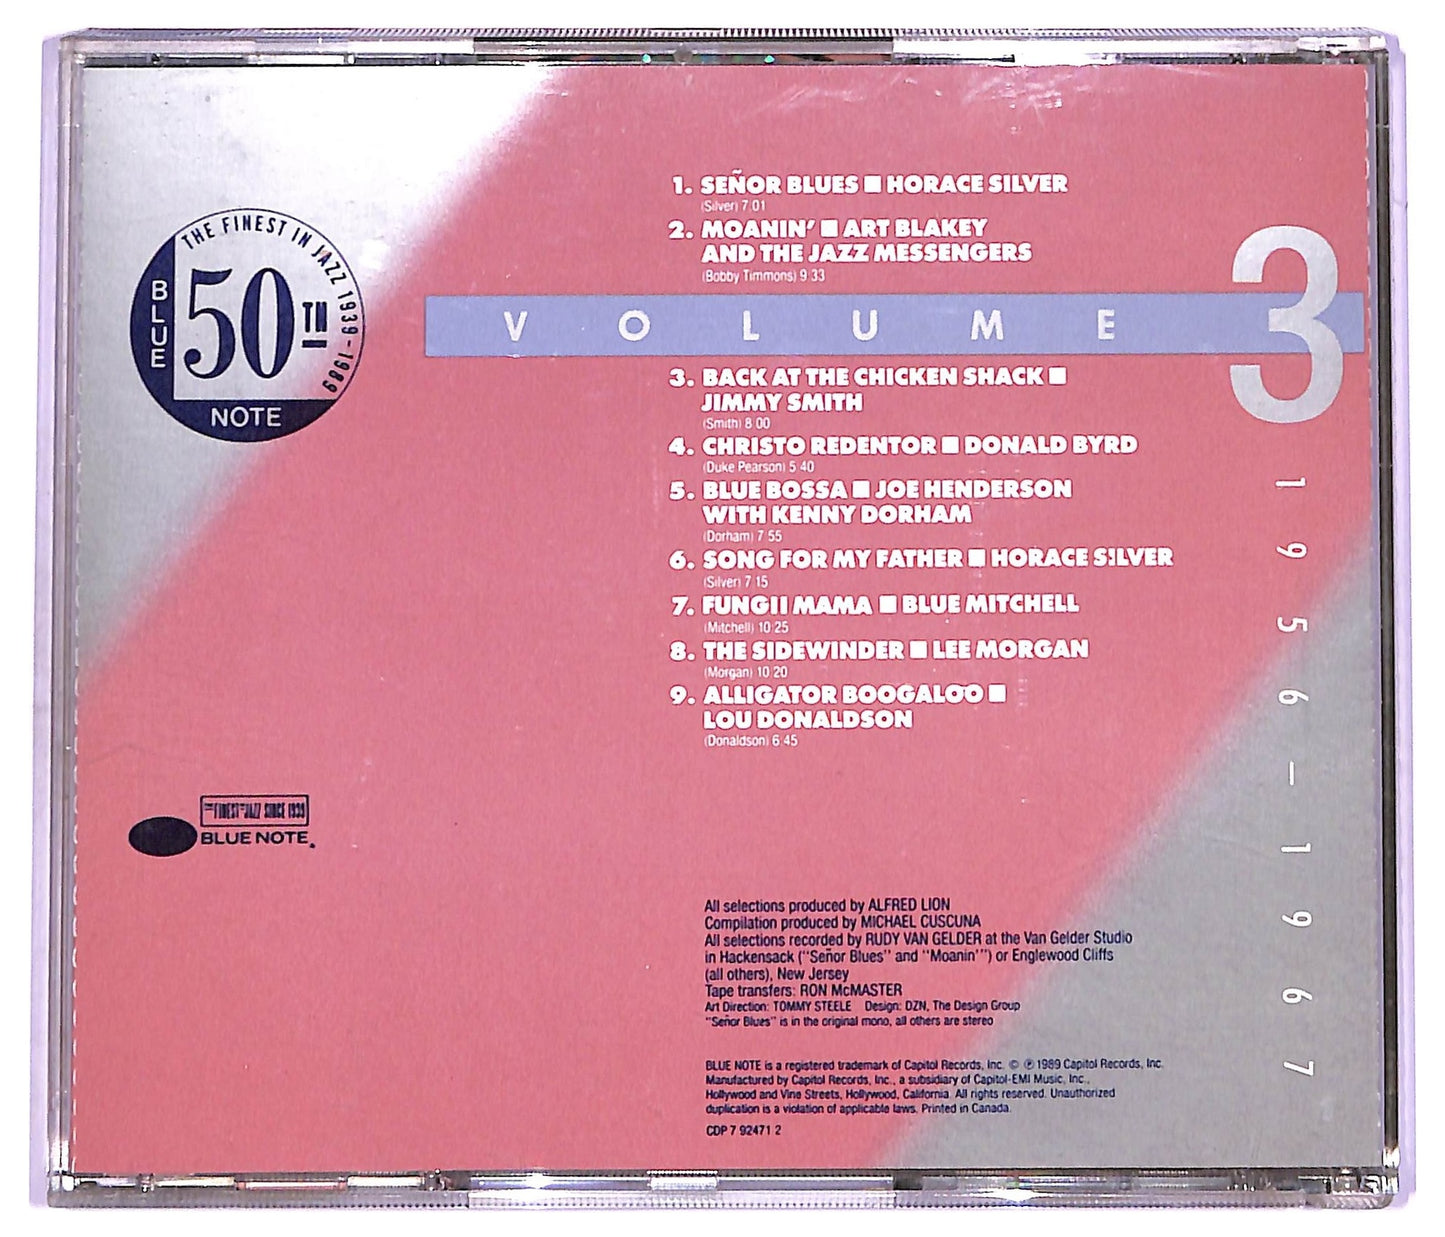 THE FINEST IN JAZZ 1939-1989
BLUE
50TH
NOTE
1. SEÑOR BLUES ■ HORACE SILVER
(Silver) 7:01
2. MOANIN' ■ ART BLAKEY
AND THE JAZZ MESSENGERS
(Bobby Timmons) 9:33
VOLUME 3
3. BACK AT THE CHICKEN SHACK ■
JIMMY SMITH
(Smith) 8:00
4. CHRISTO REDENTOR ■ DONALD BYRD
(Duke Pearson) 5:40
5. BLUE BOSSA ■ JOE HENDERSON
WITH KENNY DORHAM
(Dorham) 7:55
6. SONG FOR MY FATHER ■ HORACE SILVER
(Silver) 7:15
7. FUNGII MAMA ■ BLUE MITCHELL
(Mitchell) 10:25
8. THE SIDEWINDER ■ LEE MORGAN
(Morgan) 10:20
9. ALLIGATOR BOOGALOO ■
LOU DONALDSON
(Donaldson) 6:45
1956-1967
THE FINEST IN JAZZ SINCE 1939
BLUE NOTE
All selections produced by ALFRED LION
Compilation produced by MICHAEL CUSCUNA
All selections recorded by RUDY VAN GELDER at the Van Gelder Studio
in Hackensack ("Señor Blues" and "Moanin'") or Englewood Cliffs
(all others), New Jersey
Tape transfers: RON McMASTER
Art Direction: TOMMY STEELE Design: DZN, The Design Group
"Señor Blues" is in the original mono, all others are stereo
BLUE NOTE is a registered trademark of Capitol Records, Inc. © ℗ 1989 Capitol Records, Inc.
Manufactured by Capitol Records, Inc., a subsidiary of Capitol-EMI Music, Inc.,
Hollywood and Vine Streets, Hollywood, California. All rights reserved. Unauthorized
duplication is a violation of applicable laws. Printed in Canada.
CDP 7 92471 2